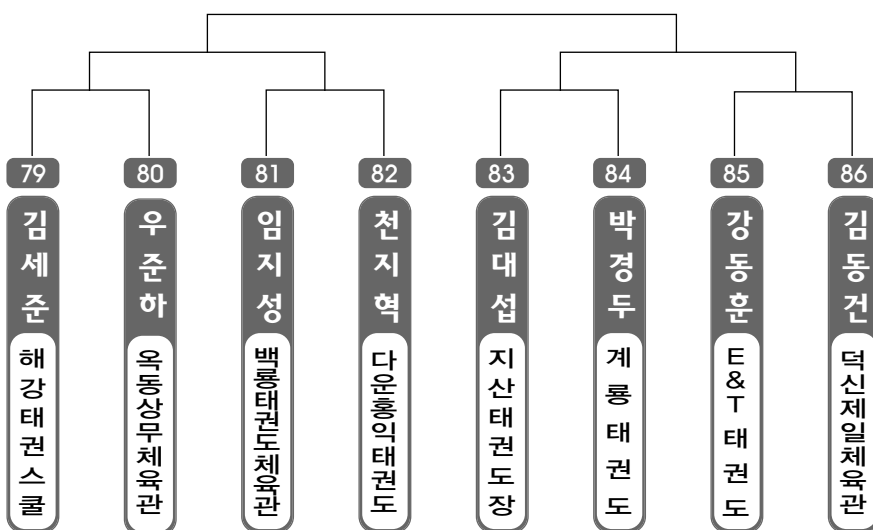 79
김세준
해강태권스쿨
80
우준하
옥동상무체육관
81
임지성
백룡태권도체육관
82
천지혁
다운홍익태권도
83
김대섭
지산태권도장
84
박경두
계룡태권도
85
강동훈
E&T태권도
86
김동건
덕신제일체육관